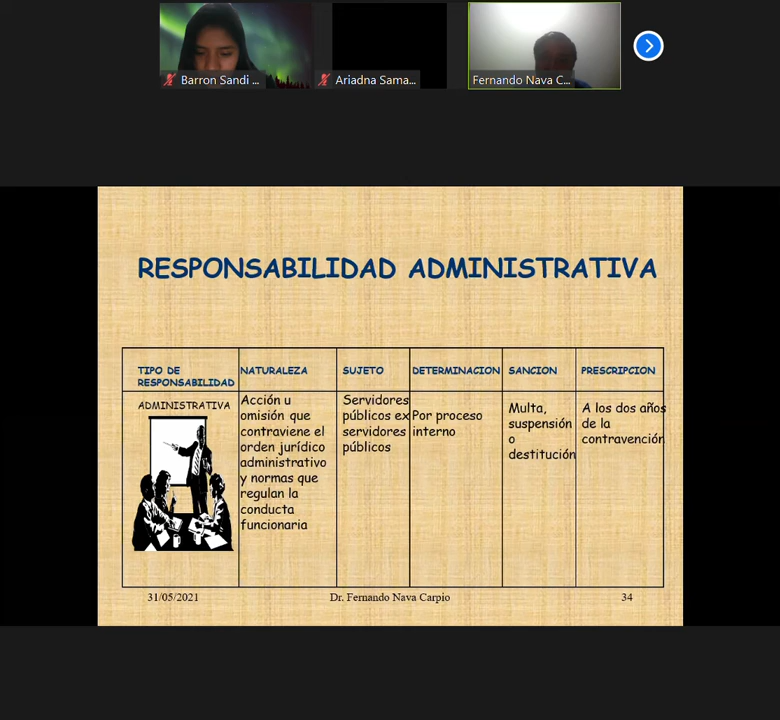 Barron Sandi ...
Ariadna Sama...
Fernando Nava C...
RESPONSABILIDAD ADMINISTRATIVA
TIPO DE
RESPONSABILIDAD
NATURALEZA
SUJETO
DETERMINACION
SANCION
PRESCRIPCION
ADMINISTRATIVA
Acción u
omisión que
contraviene el
orden jurídico
administrativo
y normas que
regulan la
conducta
funcionaria
Servidores
públicos ex
servidores
públicos
Por proceso
interno
Multa,
suspensión
o
destitución
A los dos años
de la
contravención
31/05/2021
Dr. Fernando Nava Carpio
34